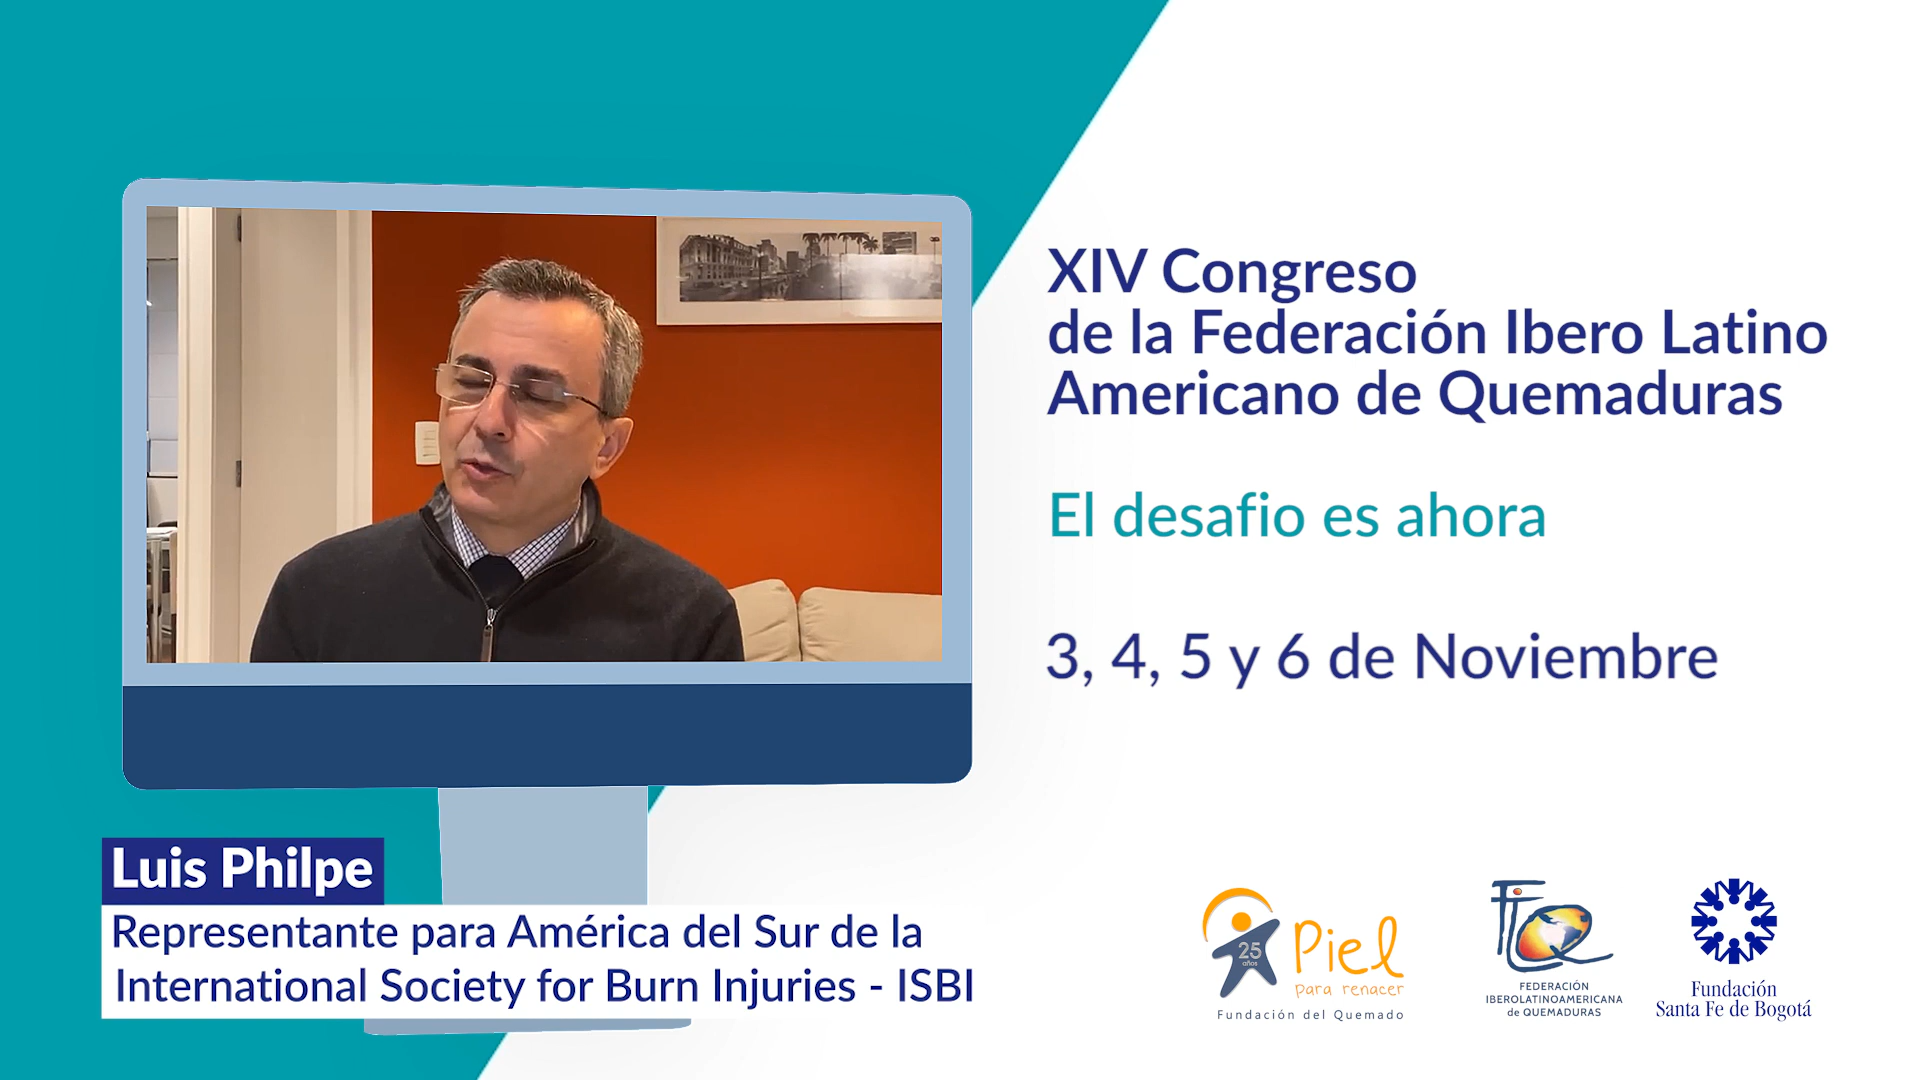 XIV Congreso
de la Federación Ibero Latino
Americano de Quemaduras
El desafio es ahora
3, 4, 5 y 6 de Noviembre
Luis Philpe
Representante para América del Sur de la
International Society for Burn Injuries - ISBI
25
años
Piel
para renacer
Fundación del Quemado
FEDERACIÓN
IBEROLATINOAMERICANA
de QUEMADURAS
Fundación
Santa Fe de Bogotá